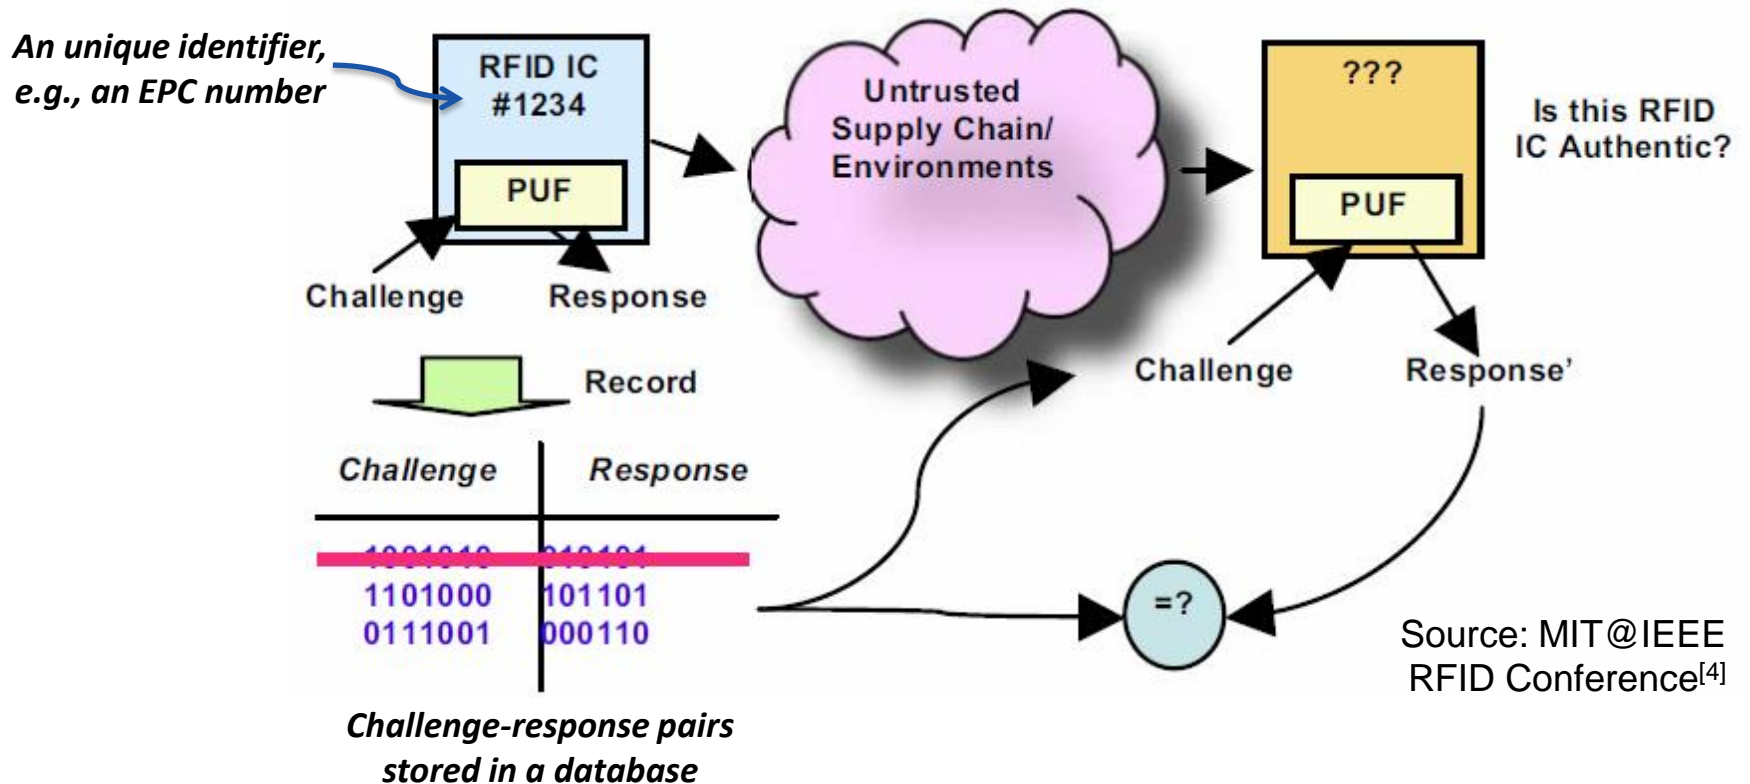 An unique identifier,
e.g., an EPC number
RFID IC
#1234
PUF
Challenge
Response
Untrusted
Supply Chain/
Environments
???
PUF
Is this RFID
IC Authentic?
Challenge
Response’
Record
Challenge Response
1101000 101101
0111001 000110
=?
Source: MIT@IEEE
RFID Conference[4]
Challenge-response pairs
stored in a database